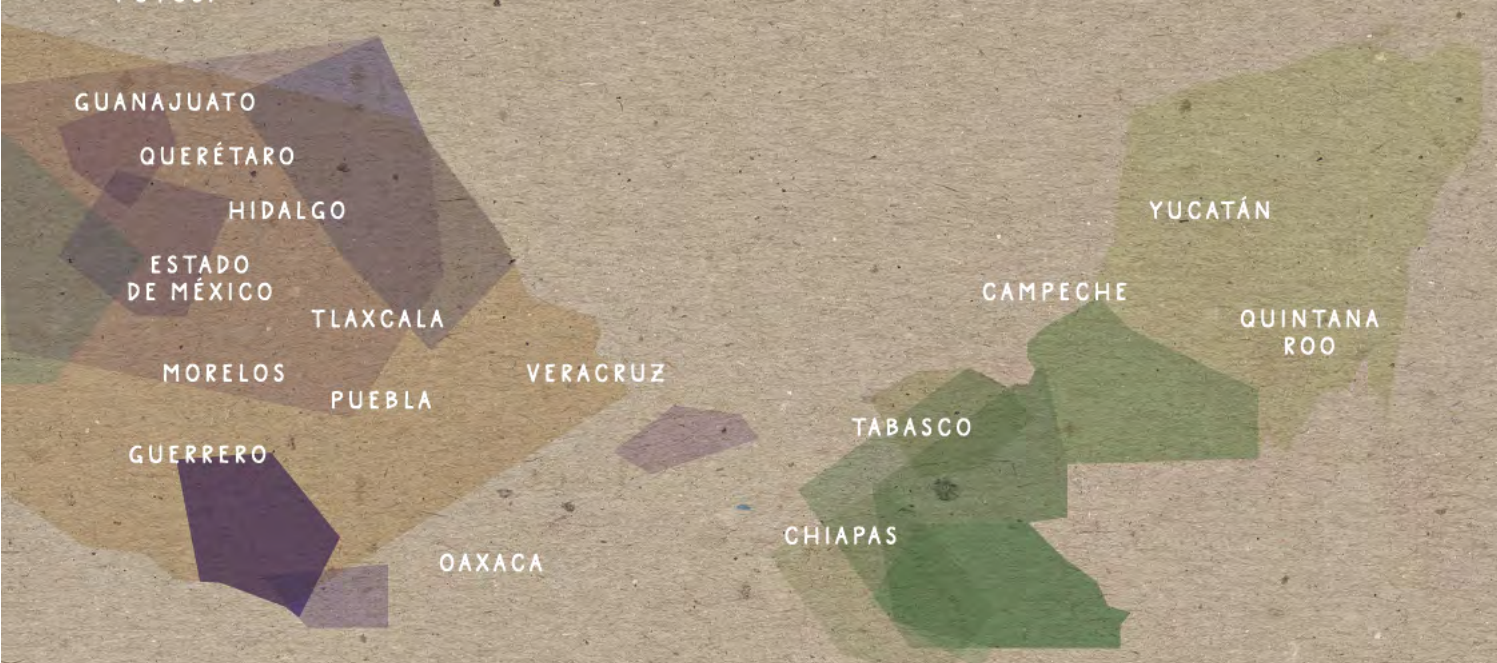 GUANAJUATO
QUERÉTARO
HIDALGO
YUCATÁN
ESTADO
DE MÉXICO
CAMPECHE
TLAXCALA
QUINTANA
ROO
MORELOS
VERACRUZ
PUEBLA
TABASCO
GUERRERO
CHIAPAS
OAXACA